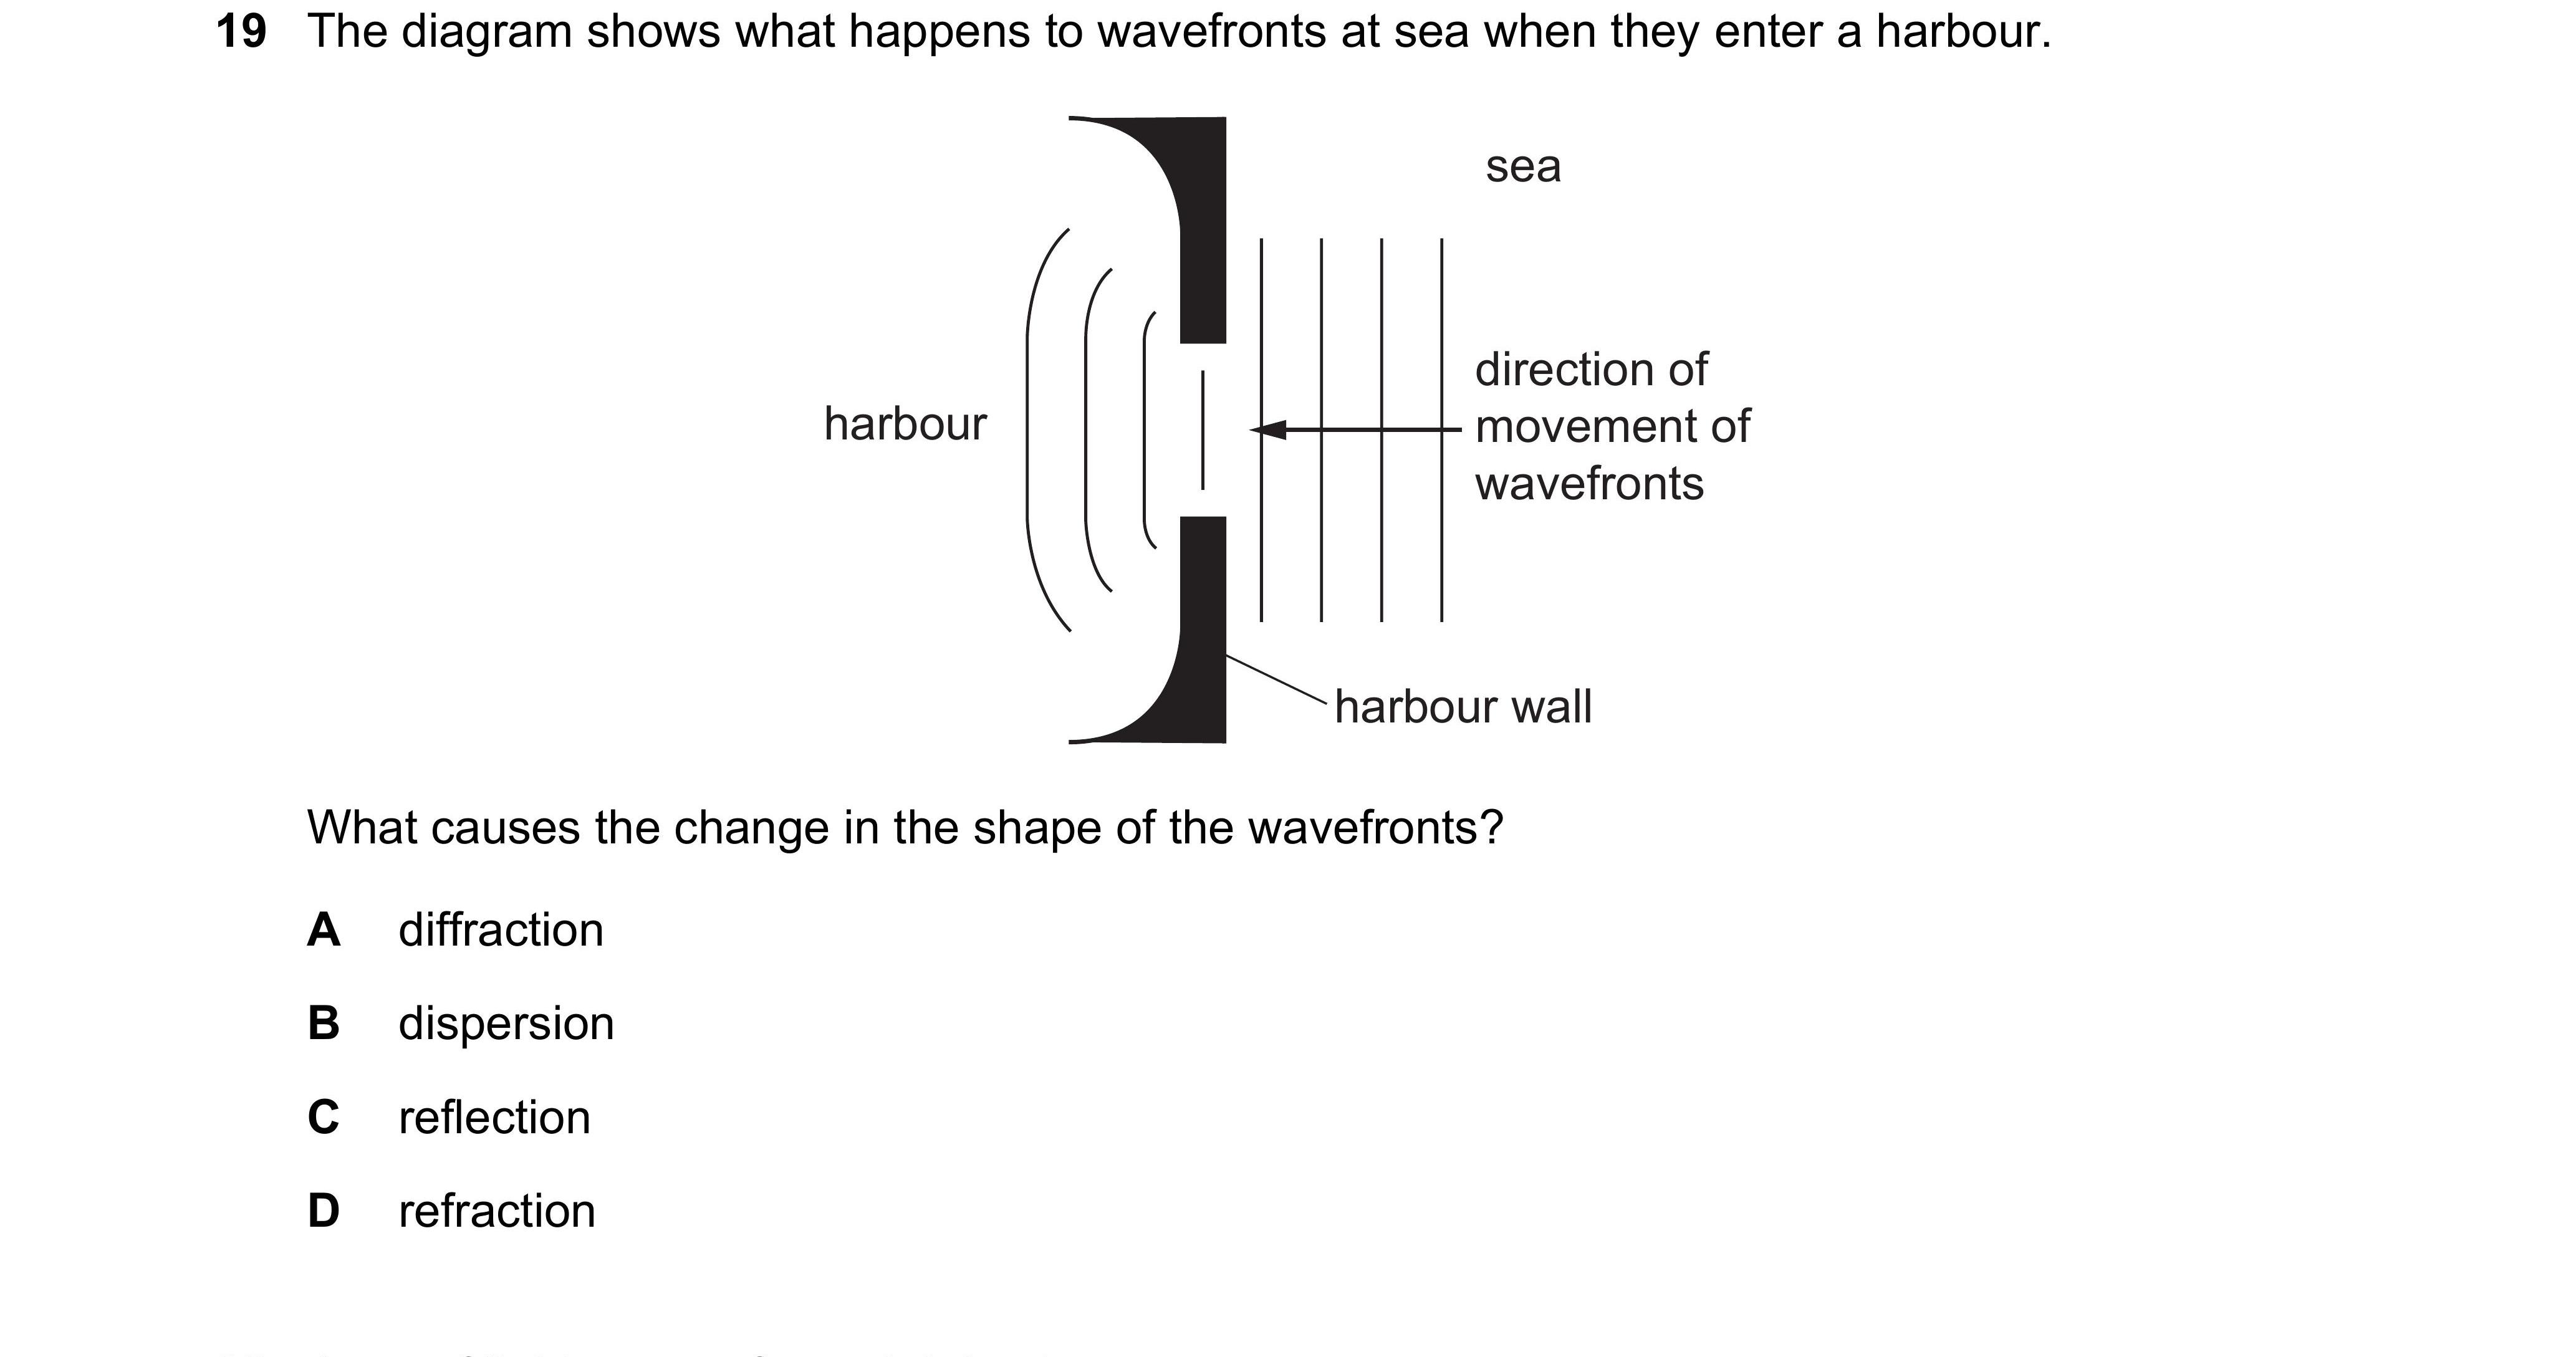 19 The diagram shows what happens to wavefronts at sea when they enter a harbour.
sea
harbour
direction of
movement of
wavefronts
harbour wall
What causes the change in the shape of the wavefronts?
A diffraction
B dispersion
C reflection
D refraction